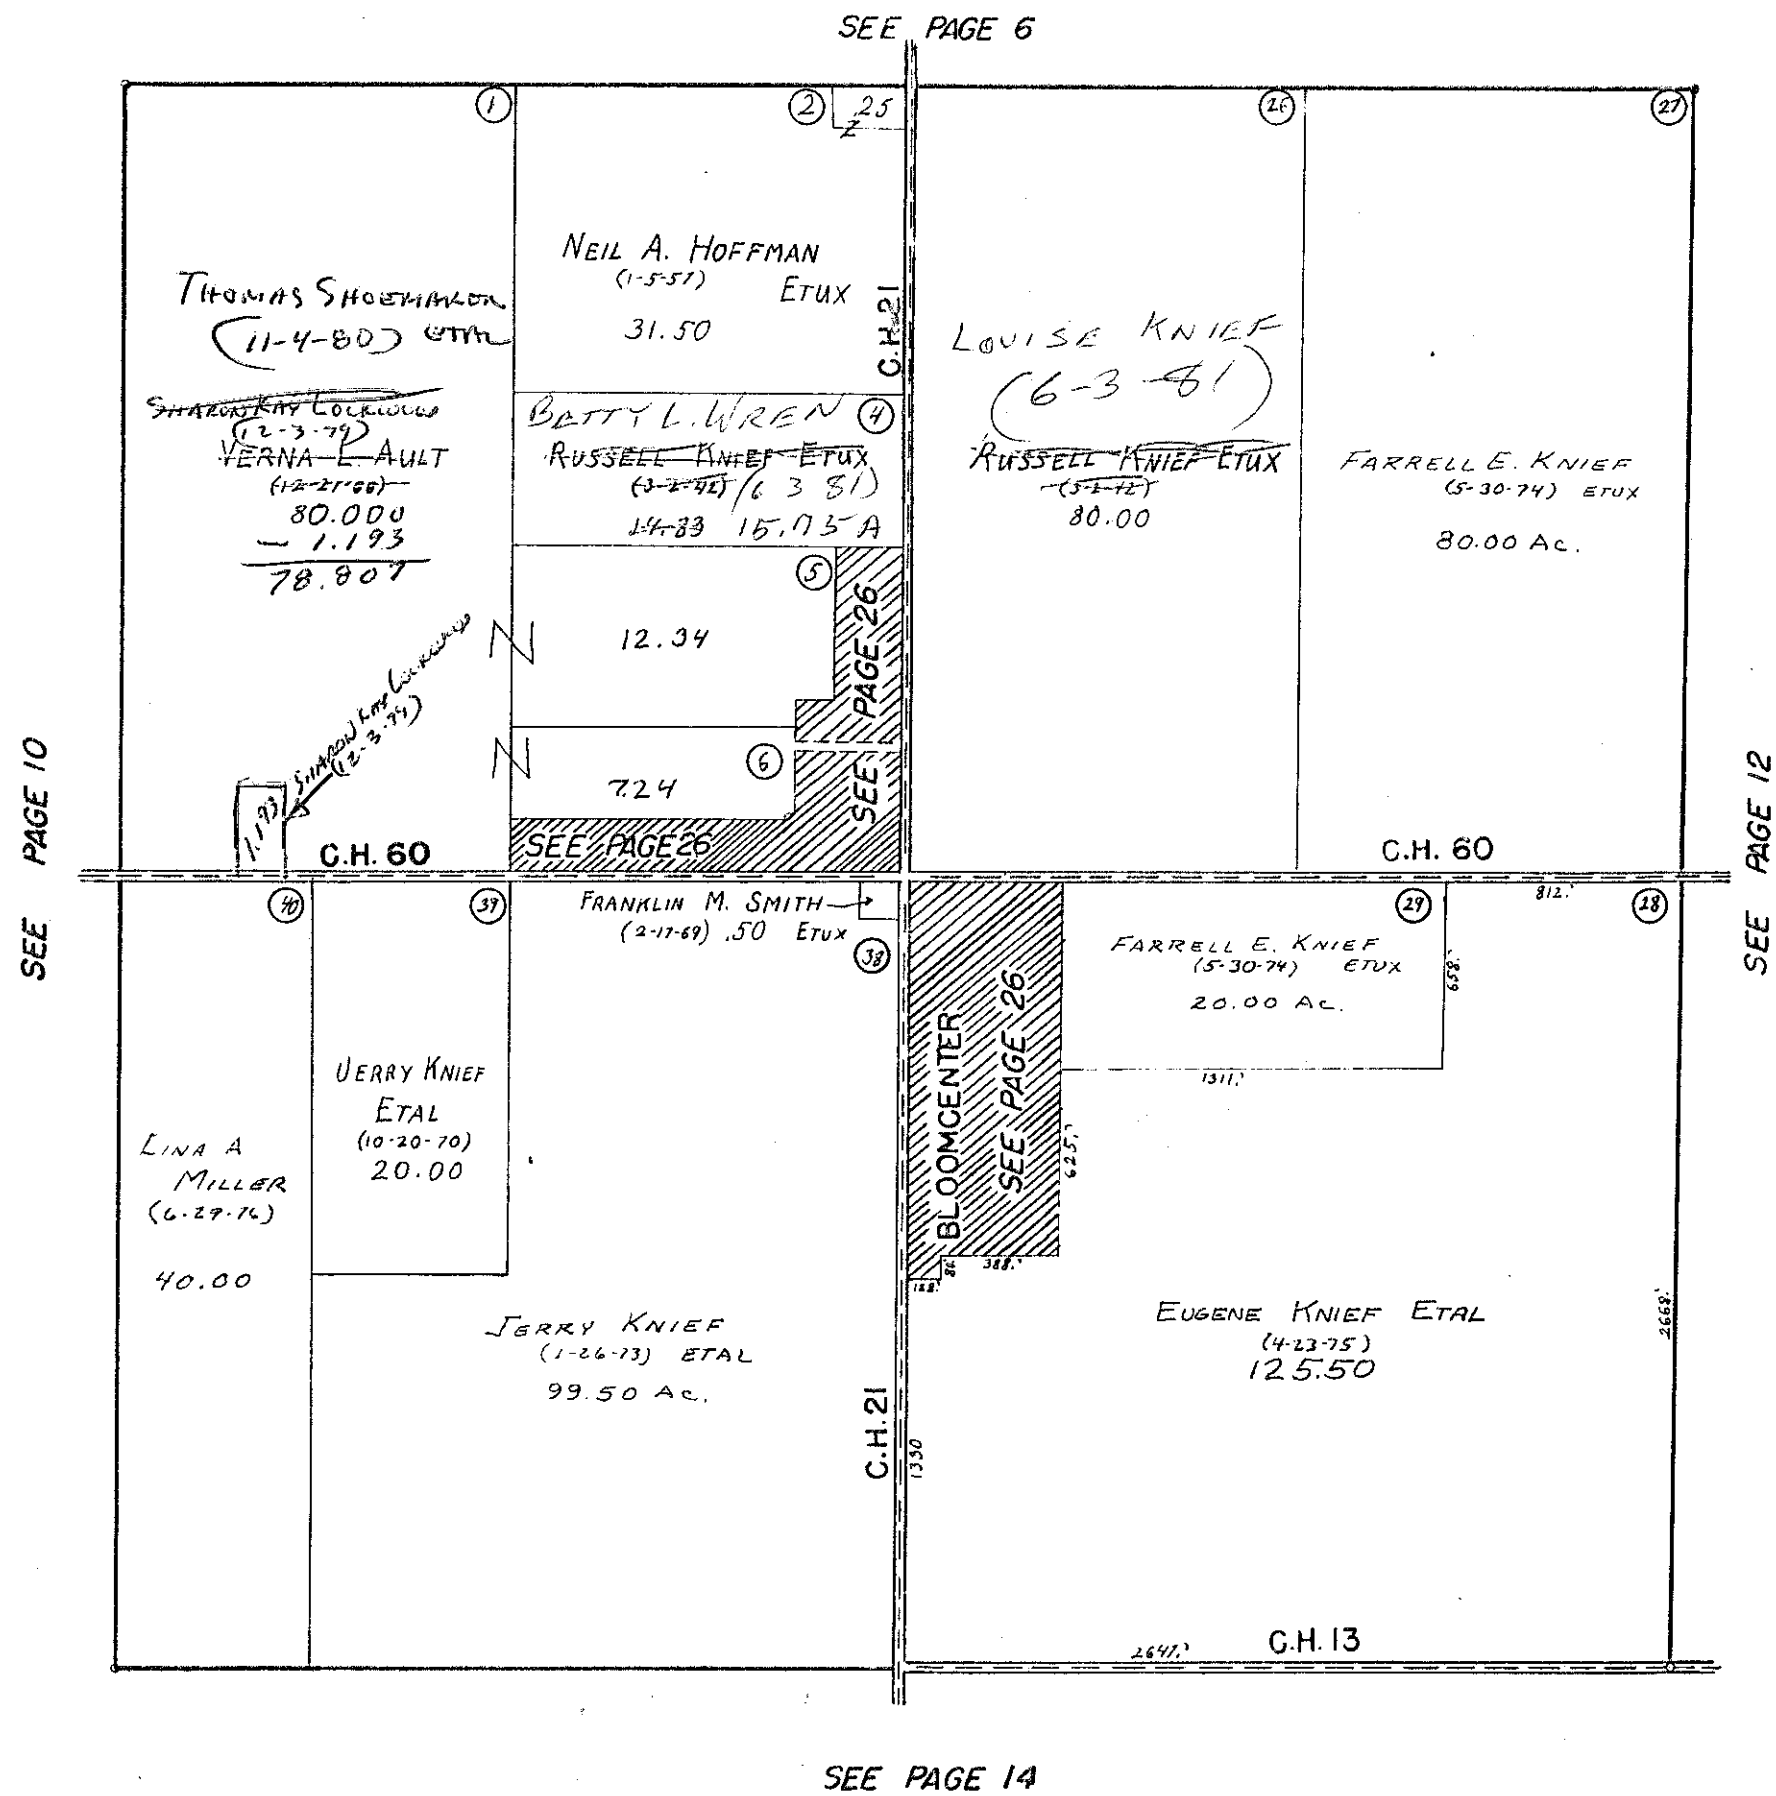 SEE PAGE 6
1
2
25
26
27
NEIL A. HOFFMAN
(1-5-57) ETUX
31.50
C.H. 21
THOMAS SHOEMAKER
(11-4-80) ETAL
SHARON KAY LOCKWOOD
(12-3-79)
VERNA L. AULT
(12-27-66)
80.000
- 1.193
78.807
BETTY L. WREN 4
RUSSELL KNIEF ETUX
(3-2-42) (6 3 81)
14.83 15.75 A
LOUISE KNIEF
(6-3-81)
RUSSELL KNIEF ETUX
80.00
FARRELL E. KNIEF
(5-30-74) ETUX
80.00 Ac.
5
12.34
SEE PAGE 26
6
7.24
SEE PAGE 26
SEE PAGE 26
SHARON KAY LOCKWOOD
(12-3-79)
1.193
C.H. 60
C.H. 60
SEE PAGE 10
SEE PAGE 12
40
39
FRANKLIN M. SMITH
(2-17-69) .50 ETUX
38
29
812.'
28
FARRELL E. KNIEF
(5-30-74) ETUX
20.00 Ac.
658.'
1311.'
BLOOMCENTER
SEE PAGE 26
625.'
388.'
86.'
188.'
JERRY KNIEF
ETAL
(10-20-70)
20.00
LINA A
MILLER
(6-29-76)
40.00
JERRY KNIEF
(1-26-73) ETAL
99.50 Ac.
EUGENE KNIEF ETAL
(4-23-75)
125.50
2668.'
C.H. 21
1330
2647.'
C.H. 13
SEE PAGE 14